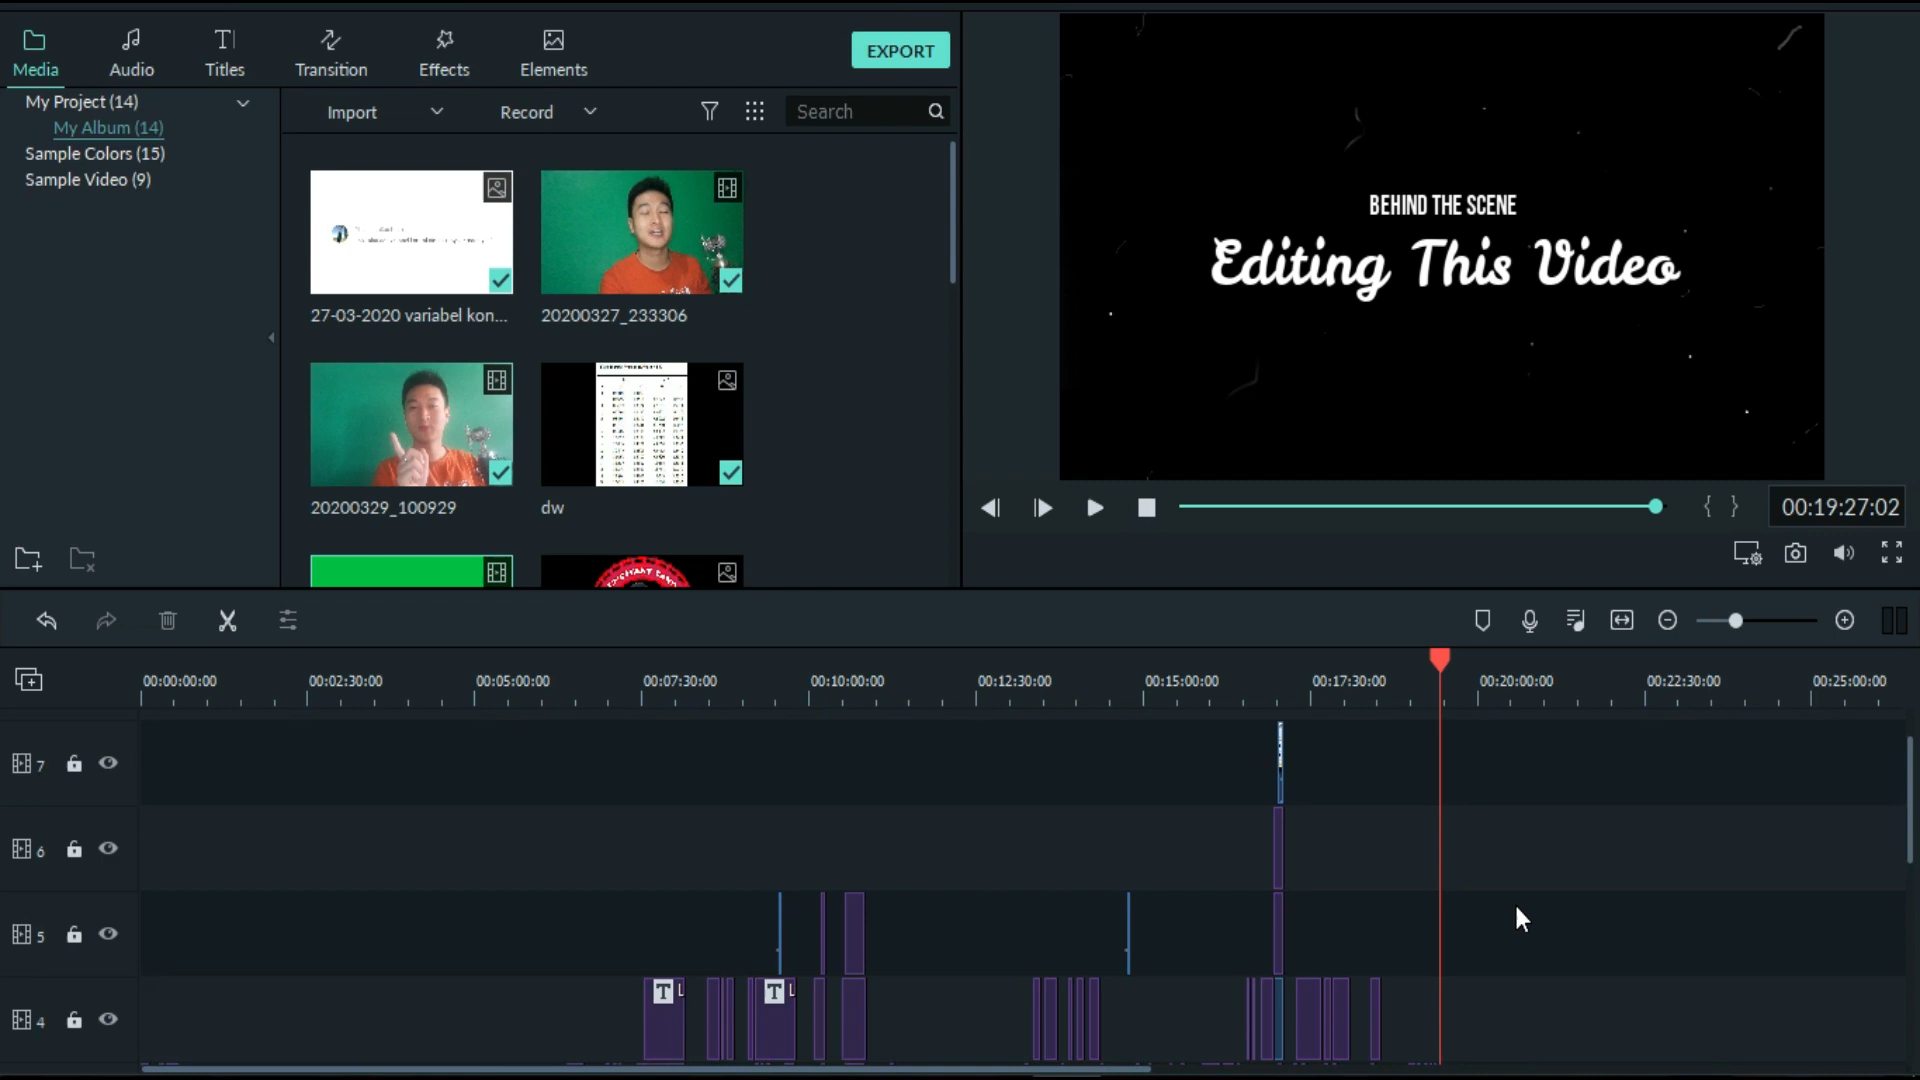 Media
Audio
Titles
Transition
Effects
Elements
EXPORT
My Project (14)
My Album (14)
Sample Colors (15)
Sample Video (9)
Import
Record
Search
27-03-2020 variabel kon...
20200327_233306
20200329_100929
dw
BEHIND THE SCENE
Editing This Video
{ }
00:19:27:02
00:00:00:00
00:02:30:00
00:05:00:00
00:07:30:00
00:10:00:00
00:12:30:00
00:15:00:00
00:17:30:00
00:20:00:00
00:22:30:00
00:25:00:00
7
6
5
4
T L
T L